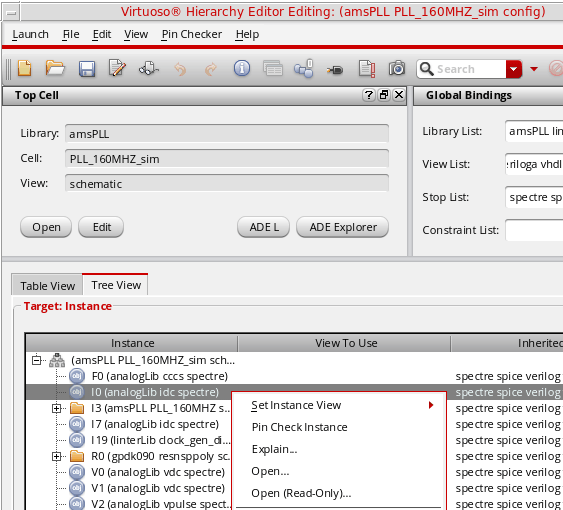 Virtuoso® Hierarchy Editor Editing: (amsPLL PLL_160MHZ_sim config)
Launch File Edit View Pin Checker Help
Search
Top Cell
Library: amsPLL
Cell: PLL_160MHZ_sim
View: schematic
Open Edit ADE L ADE Explorer
Global Bindings
Library List: amsPLL lin
View List: eriloga vhdl
Stop List: spectre sp
Constraint List:
Table View Tree View
Target: Instance
Instance View To Use Inherited
(amsPLL PLL_160MHZ_sim sch...
F0 (analogLib cccs spectre) spectre spice verilog
I0 (analogLib idc spectre) spectre spice verilog
I3 (amsPLL PLL_160MHZ s... spectre spice verilog
I7 (analogLib idc spectre) spectre spice verilog
I19 (linterLib clock_gen_di... spectre spice verilog
R0 (gpdk090 resnsppoly sc... spectre spice verilog
V0 (analogLib vdc spectre) spectre spice verilog
V1 (analogLib vdc spectre) spectre spice verilog
V2 (analogLib vpulse spect... spectre spice verilog
Set Instance View
Pin Check Instance
Explain...
Open...
Open (Read-Only)...